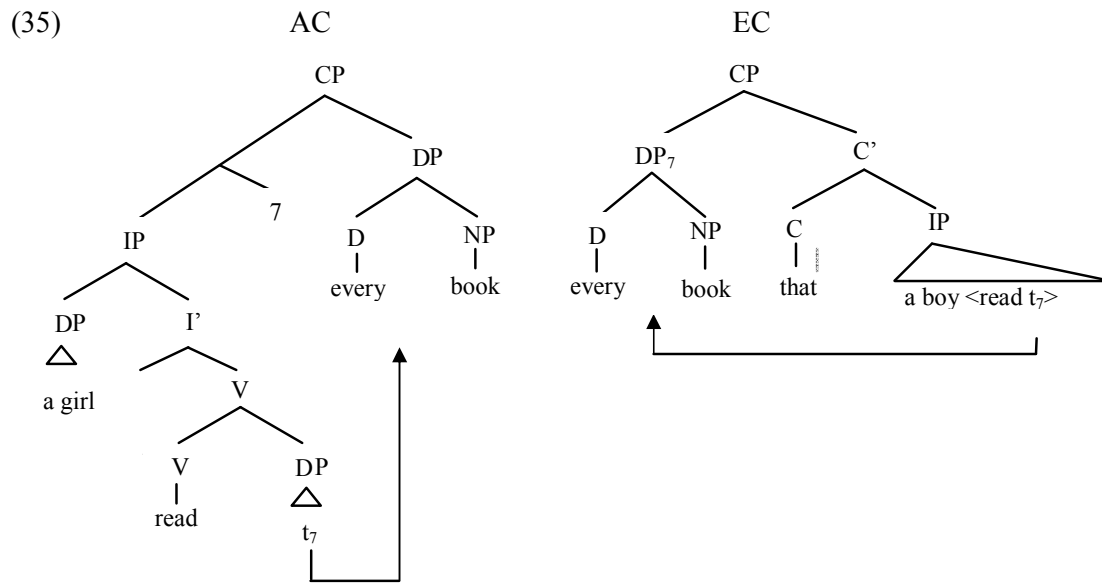 (35) AC EC
CP CP
DP DP₇ C’
7
IP D NP D NP C IP
every book every book that a boy <read t₇>
DP I’
a girl V
V DP
read t₇